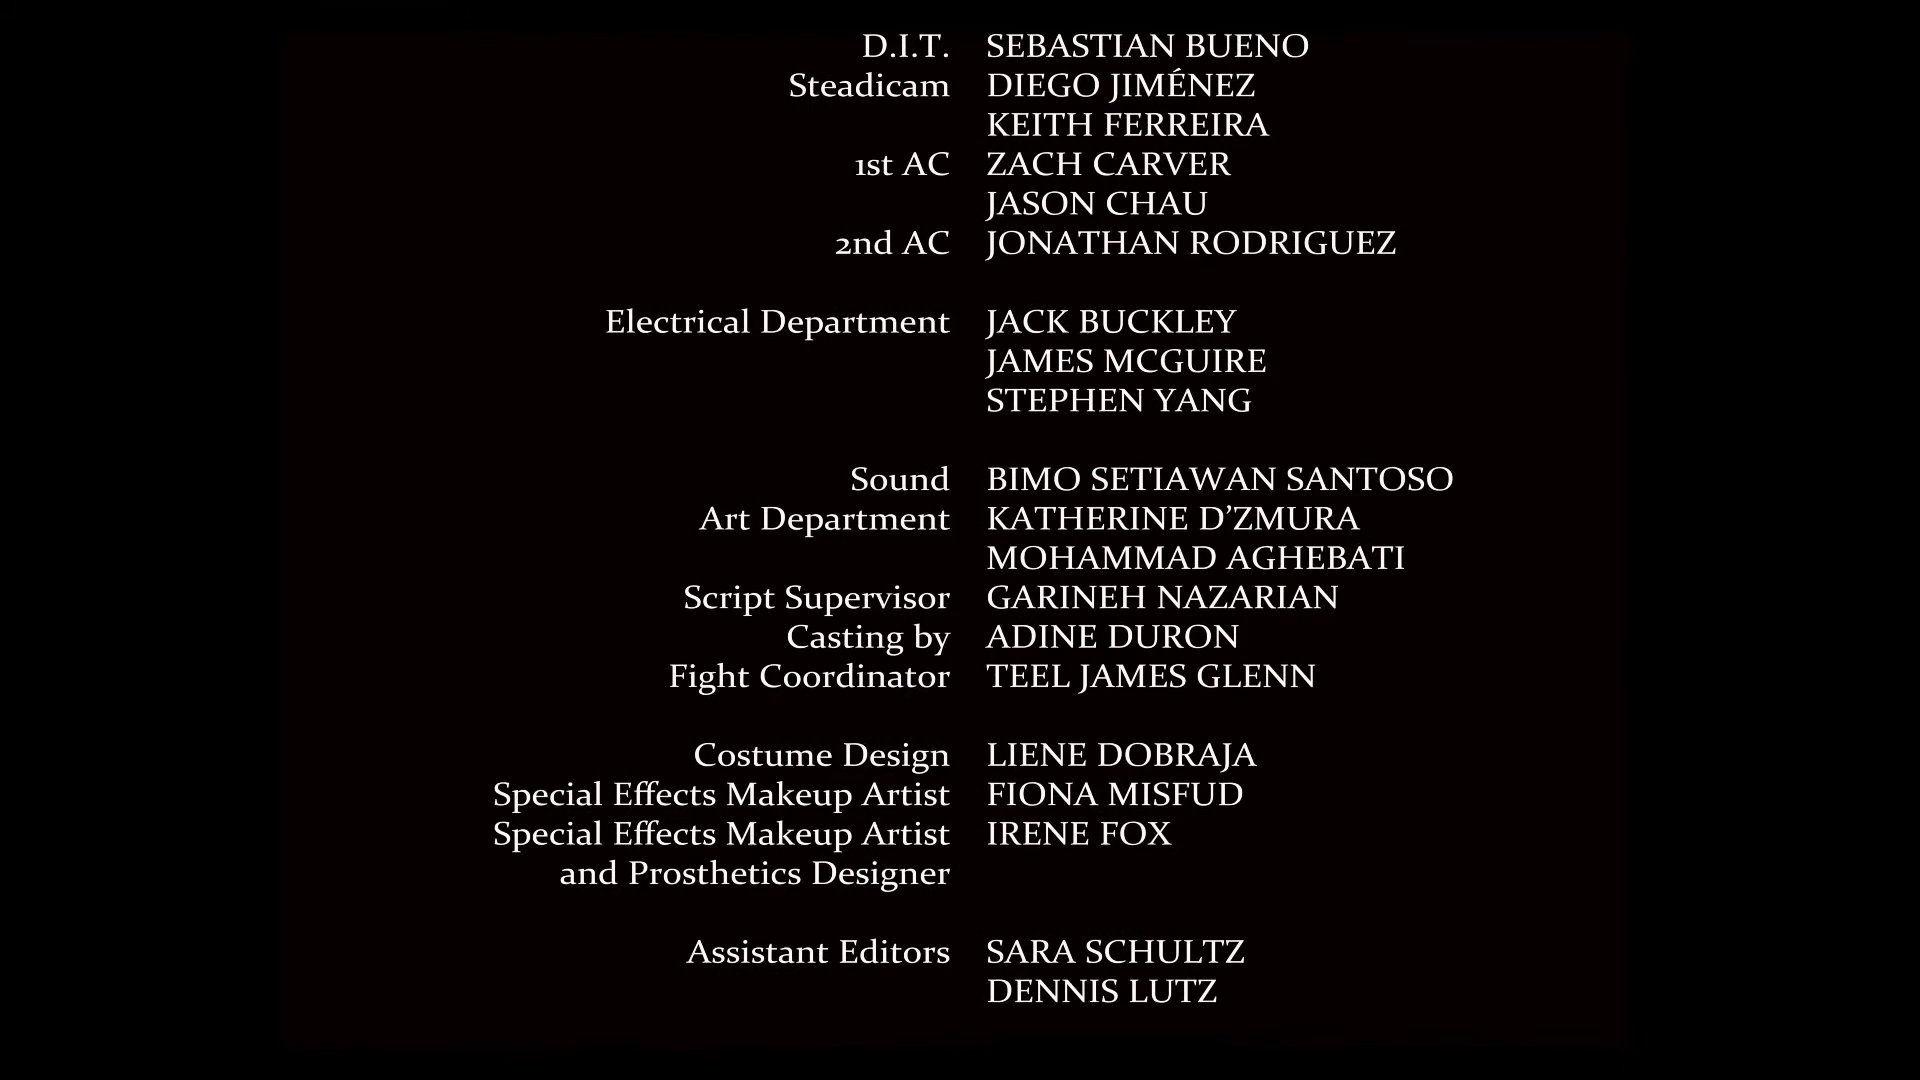 D.I.T. SEBASTIAN BUENO
Steadicam DIEGO JIMÉNEZ
KEITH FERREIRA
1st AC ZACH CARVER
JASON CHAU
2nd AC JONATHAN RODRIGUEZ
Electrical Department JACK BUCKLEY
JAMES MCGUIRE
STEPHEN YANG
Sound BIMO SETIAWAN SANTOSO
Art Department KATHERINE D’ZMURA
MOHAMMAD AGHEBATI
Script Supervisor GARINEH NAZARIAN
Casting by ADINE DURON
Fight Coordinator TEEL JAMES GLENN
Costume Design LIENE DOBRAJA
Special Effects Makeup Artist FIONA MISFUD
Special Effects Makeup Artist IRENE FOX
and Prosthetics Designer
Assistant Editors SARA SCHULTZ
DENNIS LUTZ